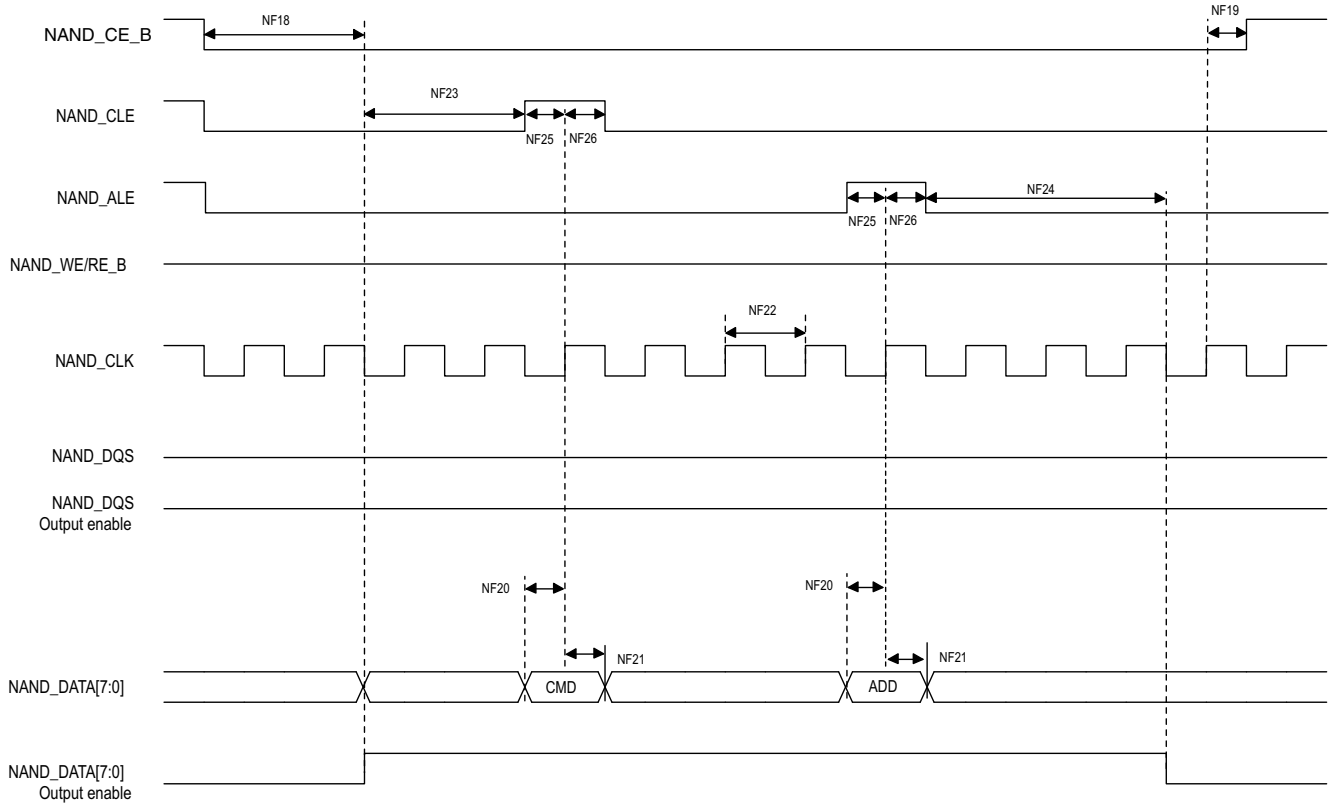 NF18
NF19
NAND_CE_B
NF23
NAND_CLE
NF25
NF26
NAND_ALE
NF24
NF25
NF26
NAND_WE/RE_B
NF22
NAND_CLK
NAND_DQS
NAND_DQS
Output enable
NF20
NF20
NF21
NF21
NAND_DATA[7:0]
CMD
ADD
NAND_DATA[7:0]
Output enable